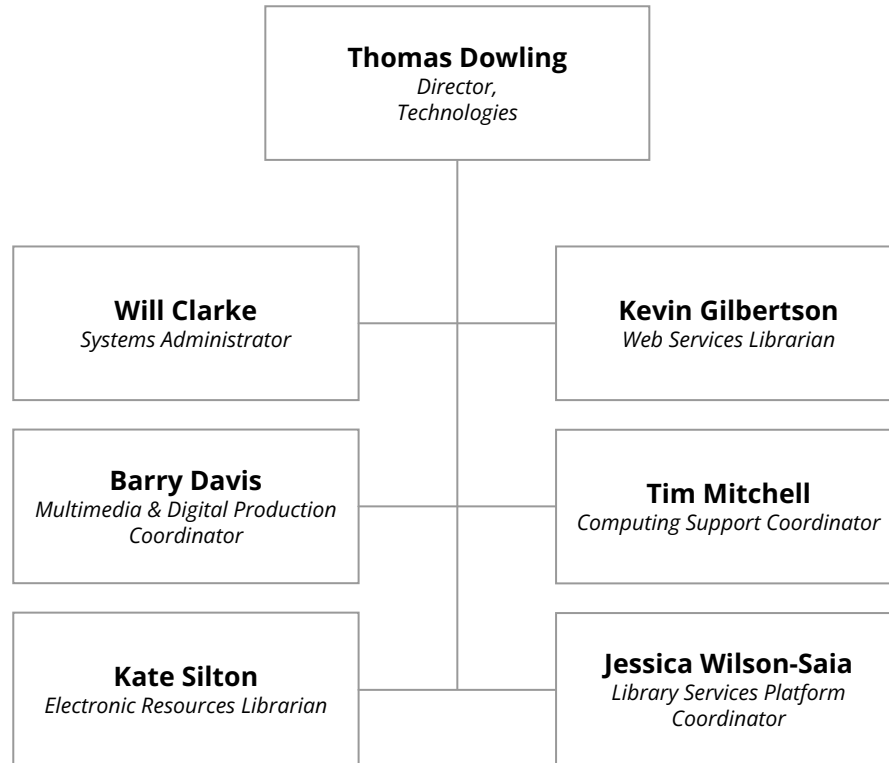 Thomas Dowling
Director,
Technologies
Will Clarke
Systems Administrator
Kevin Gilbertson
Web Services Librarian
Barry Davis
Multimedia & Digital Production
Coordinator
Tim Mitchell
Computing Support Coordinator
Kate Silton
Electronic Resources Librarian
Jessica Wilson-Saia
Library Services Platform
Coordinator